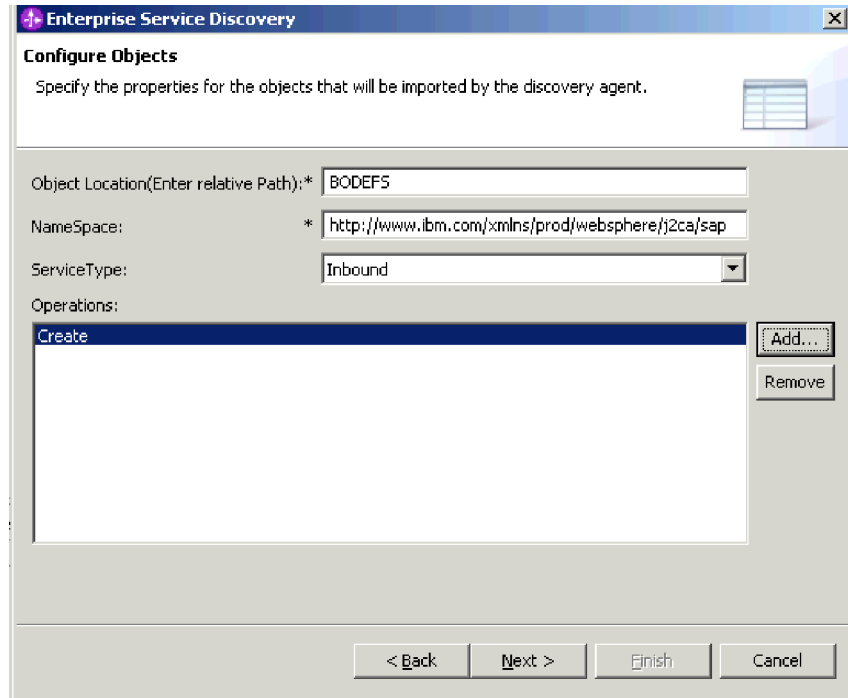 Enterprise Service Discovery
Configure Objects
Specify the properties for the objects that will be imported by the discovery agent.
Object Location(Enter relative Path):* BODEFS
NameSpace: * http://www.ibm.com/xmlns/prod/websphere/j2ca/sap
ServiceType: Inbound
Operations:
Create
Add...
Remove
< Back Next > Finish Cancel